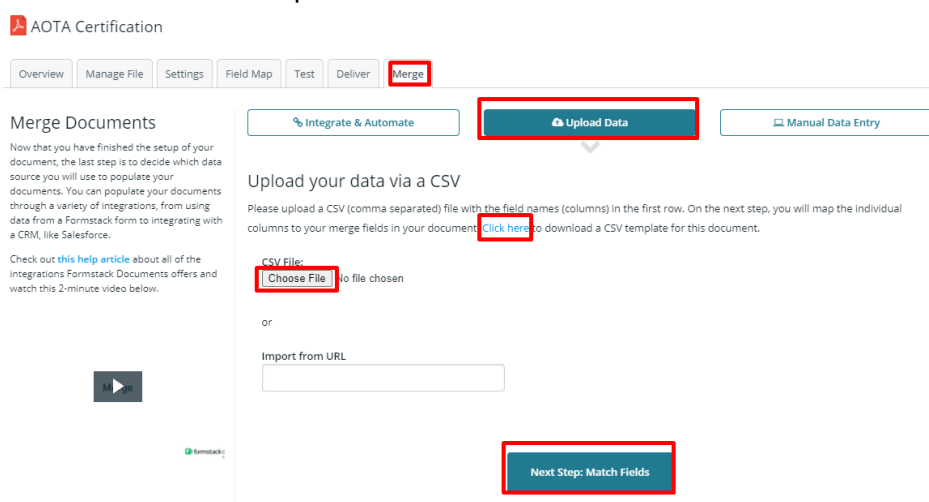 AOTA Certification
Overview
Manage File
Settings
Field Map
Test
Deliver
Merge
Merge Documents
Now that you have finished the setup of your
document, the last step is to decide which data
source you will use to populate your
documents. You can populate your documents
through a variety of integrations, from using
data from a Formstack form to integrating with
a CRM, like Salesforce.
Check out this help article about all of the
integrations Formstack Documents offers and
watch this 2-minute video below.
formstack
Integrate & Automate
Upload Data
Manual Data Entry
Upload your data via a CSV
Please upload a CSV (comma separated) file with the field names (columns) in the first row. On the next step, you will map the individual
columns to your merge fields in your document. Click here to download a CSV template for this document.
CSV File:
Choose File No file chosen
or
Import from URL
Next Step: Match Fields